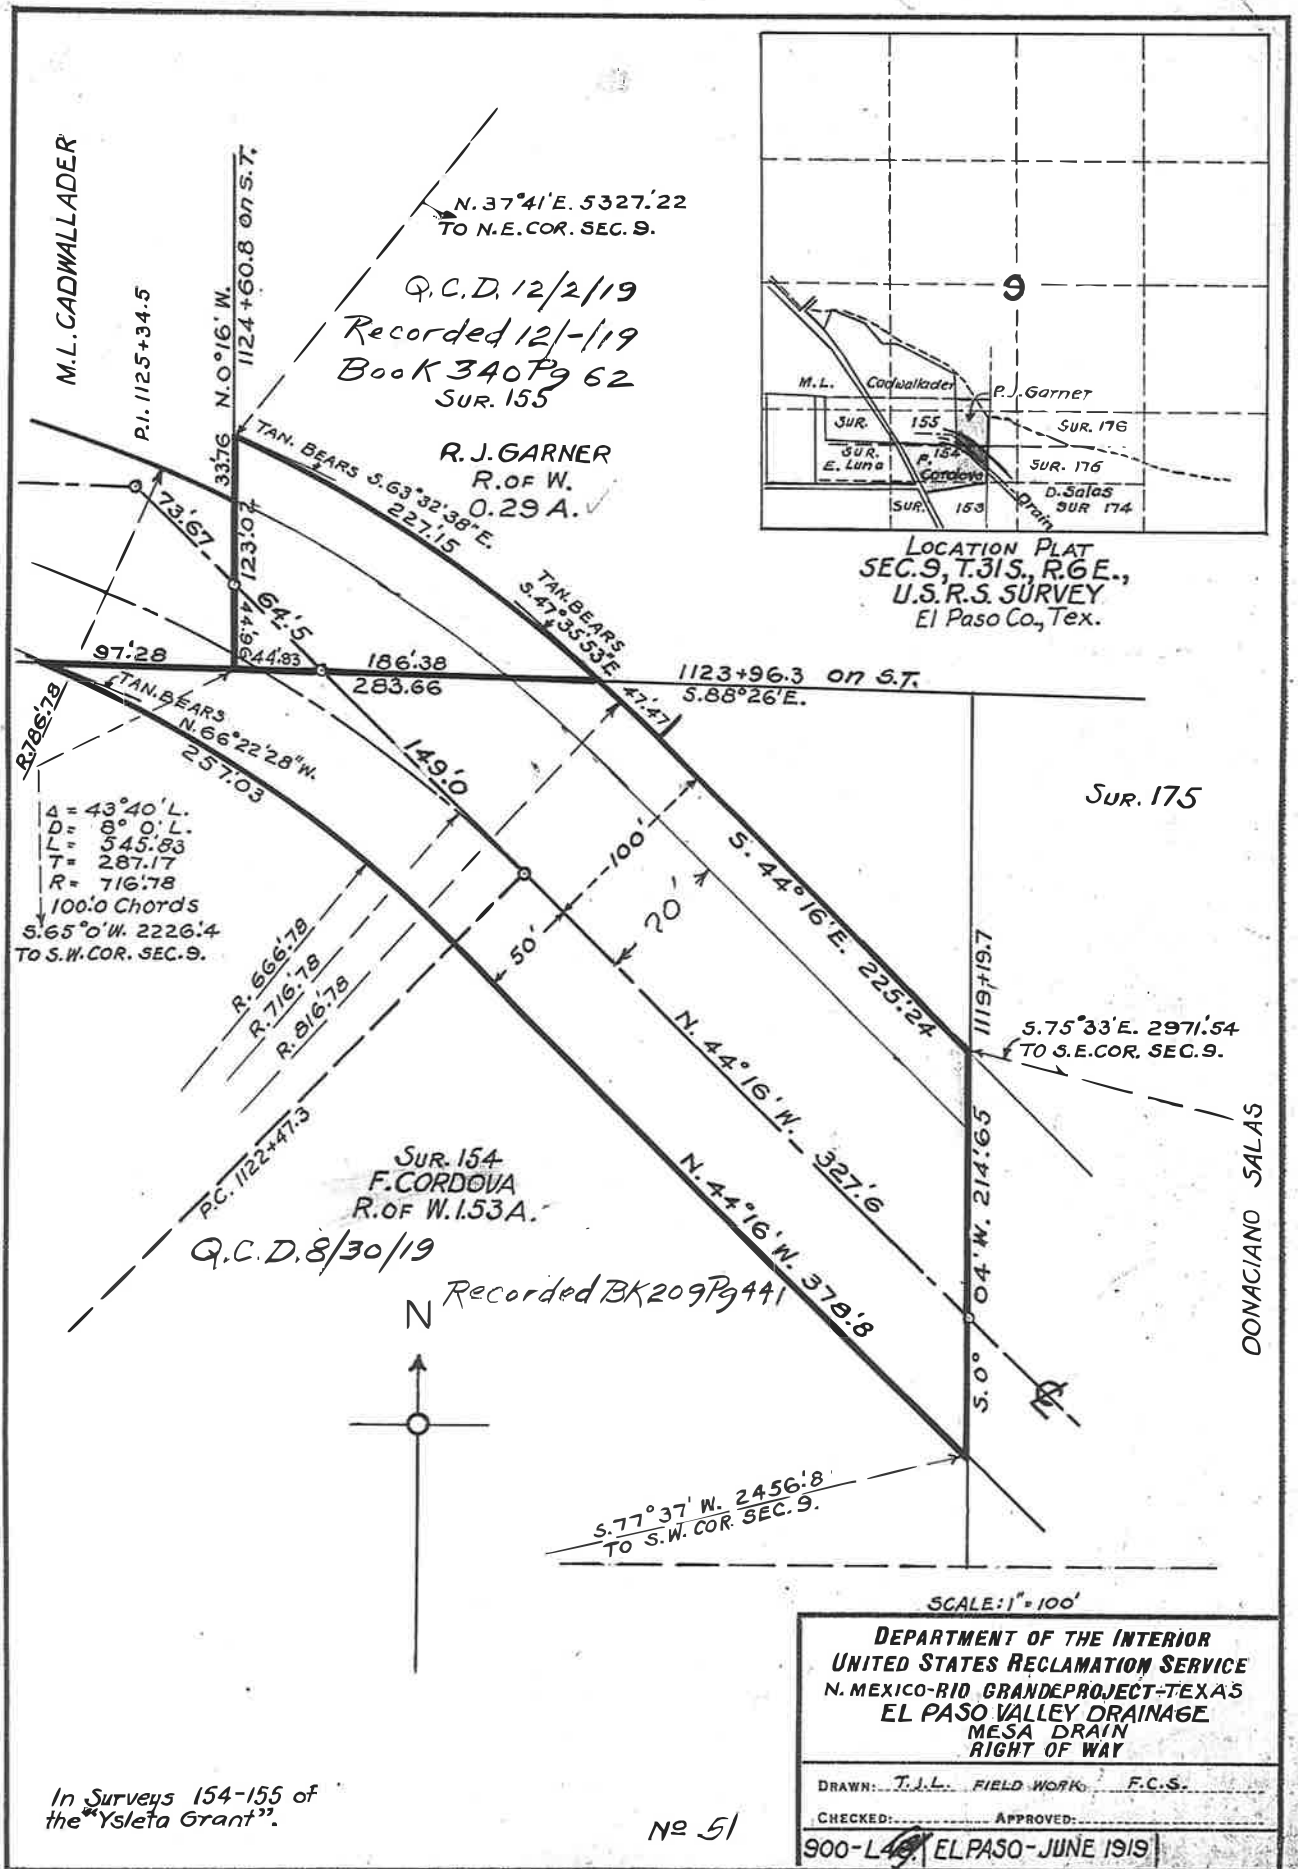 M.L. CADWALLADER
P.I. 1125+34.5
N. 0°16' W.
1124+60.8 on S.T.
N. 37°41' E. 5327.'22
TO N.E. COR. SEC. 9.
Q.C.D. 12/2/19
Recorded 12/-/19
Book 340 Pg 62
SUR. 155
R. J. GARNER
R. OF W.
0.29 A.
TAN. BEARS S. 63°32'38" E.
227.'15
33.'76
123.'02
73.'67
64.'5
44.'93
TAN. BEARS
S. 47°35'53" E.
97.'28
44.'83
186.'38
283.66
1123+96.3 on S.T.
S. 88°26' E.
47.'47
TAN. BEARS
N. 66°22'28" W.
257.'03
R. 786.'78
149.'0
Δ = 43°40' L.
D = 8° 0' L.
L = 545.'83
T = 287.'17
R = 716.'78
100.'0 Chords
S. 65°0' W. 2226.'4
TO S.W. COR. SEC. 9.
R. 666.'78
R. 716.'78
R. 816.'78
P.C. 1122+47.3
100'
50'
70'
S. 44°16' E. 225.'24
SUR. 175
1119+19.7
S. 75°33' E. 2971.'54
TO S.E. COR. SEC. 9.
N. 44°16' W. 327.'6
S. 0° 04' W. 214.'65
DONACIANO SALAS
SUR. 154
F. CORDOVA
R. OF W. 1.53 A.
Q.C.D. 8/30/19
Recorded BK 209 Pg 441
N. 44°16' W. 378.'8
N
S. 77°37' W. 2456.'8
TO S.W. COR. SEC. 9.
9
M.L. Cadwallader
P.J. Garner
SUR. 155
SUR. 176
SUR. 154
E. Luna
F. Cordova
SUR. 176
D. Salas
SUR 174
SUR. 153
Drain
LOCATION PLAT
SEC. 9, T. 31 S., R. 6 E.,
U.S.R.S. SURVEY
El Paso Co., Tex.
SCALE: 1" = 100'
DEPARTMENT OF THE INTERIOR
UNITED STATES RECLAMATION SERVICE
N. MEXICO-RIO GRANDE PROJECT-TEXAS
EL PASO VALLEY DRAINAGE
MESA DRAIN
RIGHT OF WAY
DRAWN: T.J.L. FIELD WORK: F.C.S.
CHECKED: APPROVED:
EL PASO-JUNE 1919
In Surveys 154-155 of
the "Ysleta Grant".
Nº 51